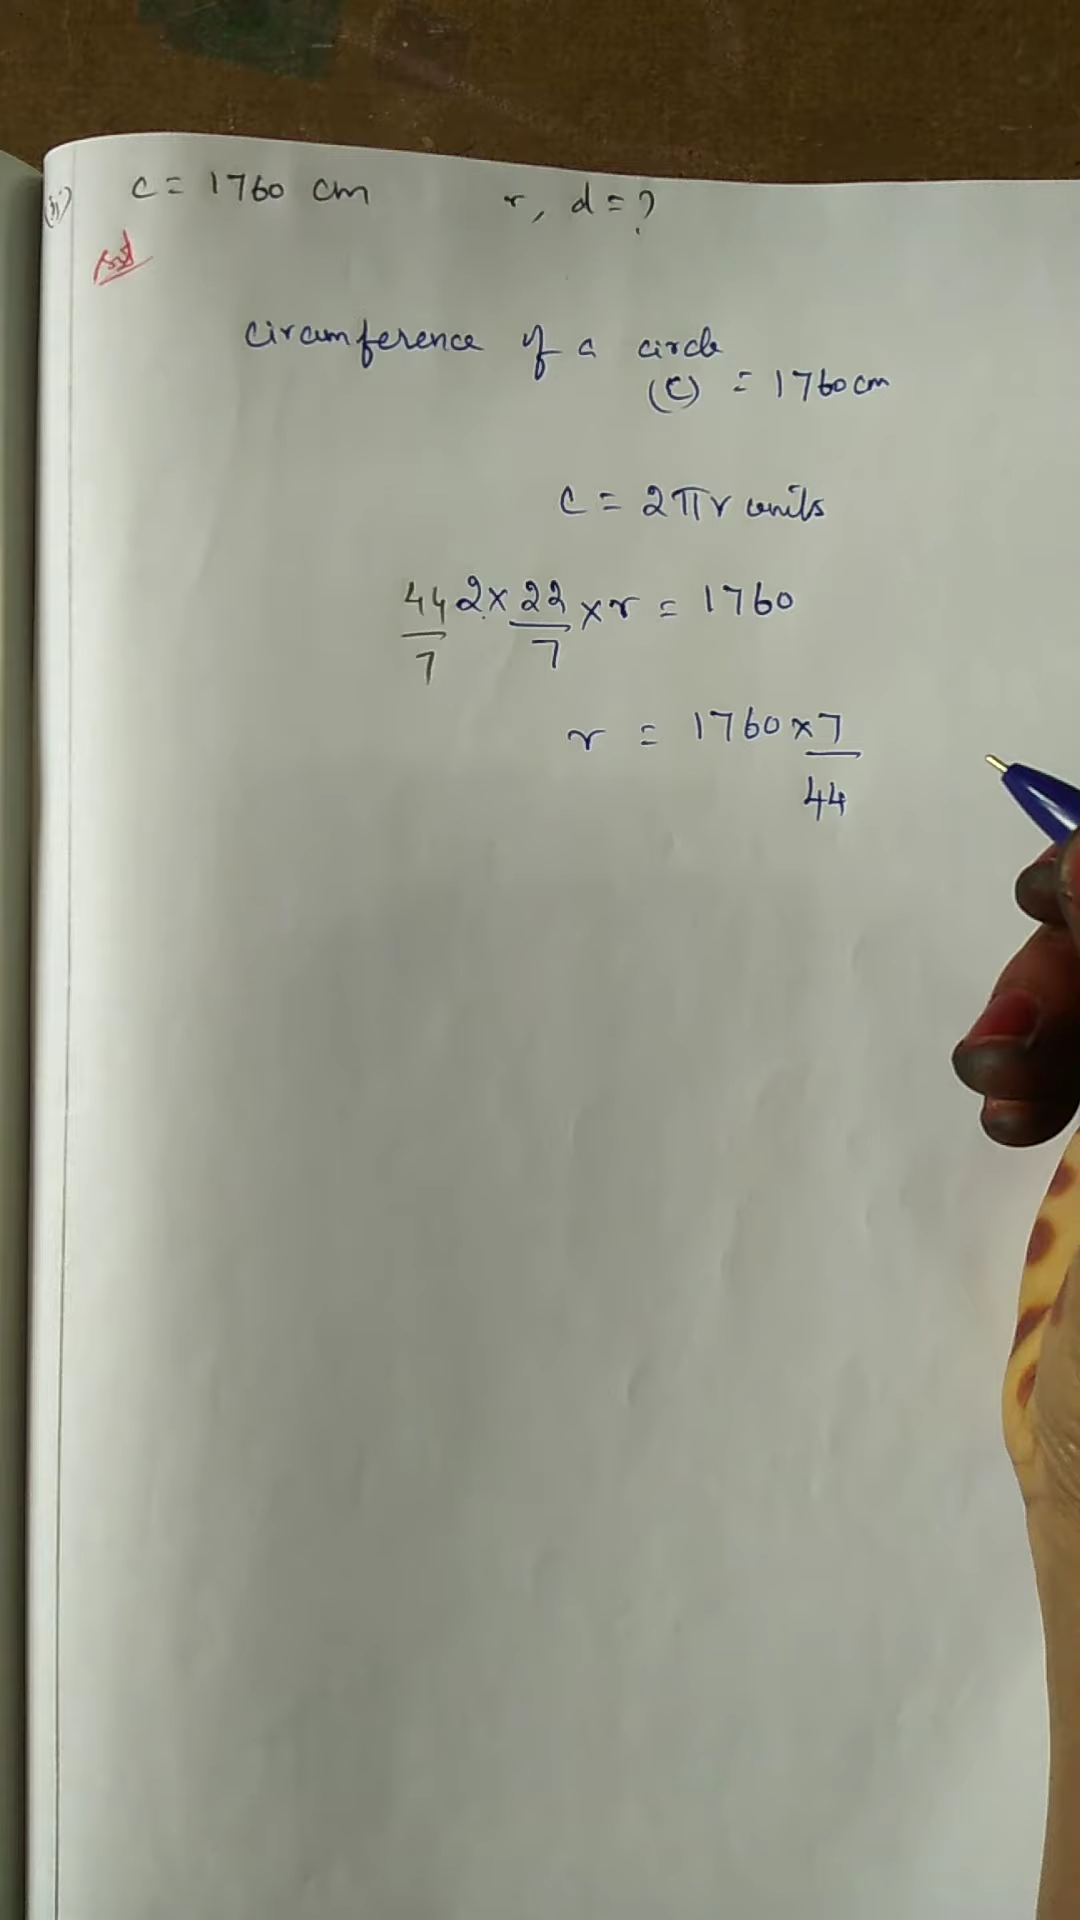 (ii) C = 1760 cm r, d = ?
Sol
circumference of a circle
(C) = 1760 cm
C = 2πr units
44/7 2 × 22/7 × r = 1760
r = 1760 × 7/44